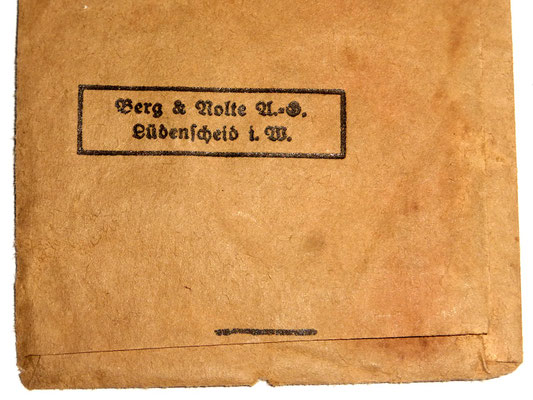 Berg & Nolte A.-G.
Lüdenscheid i. W.